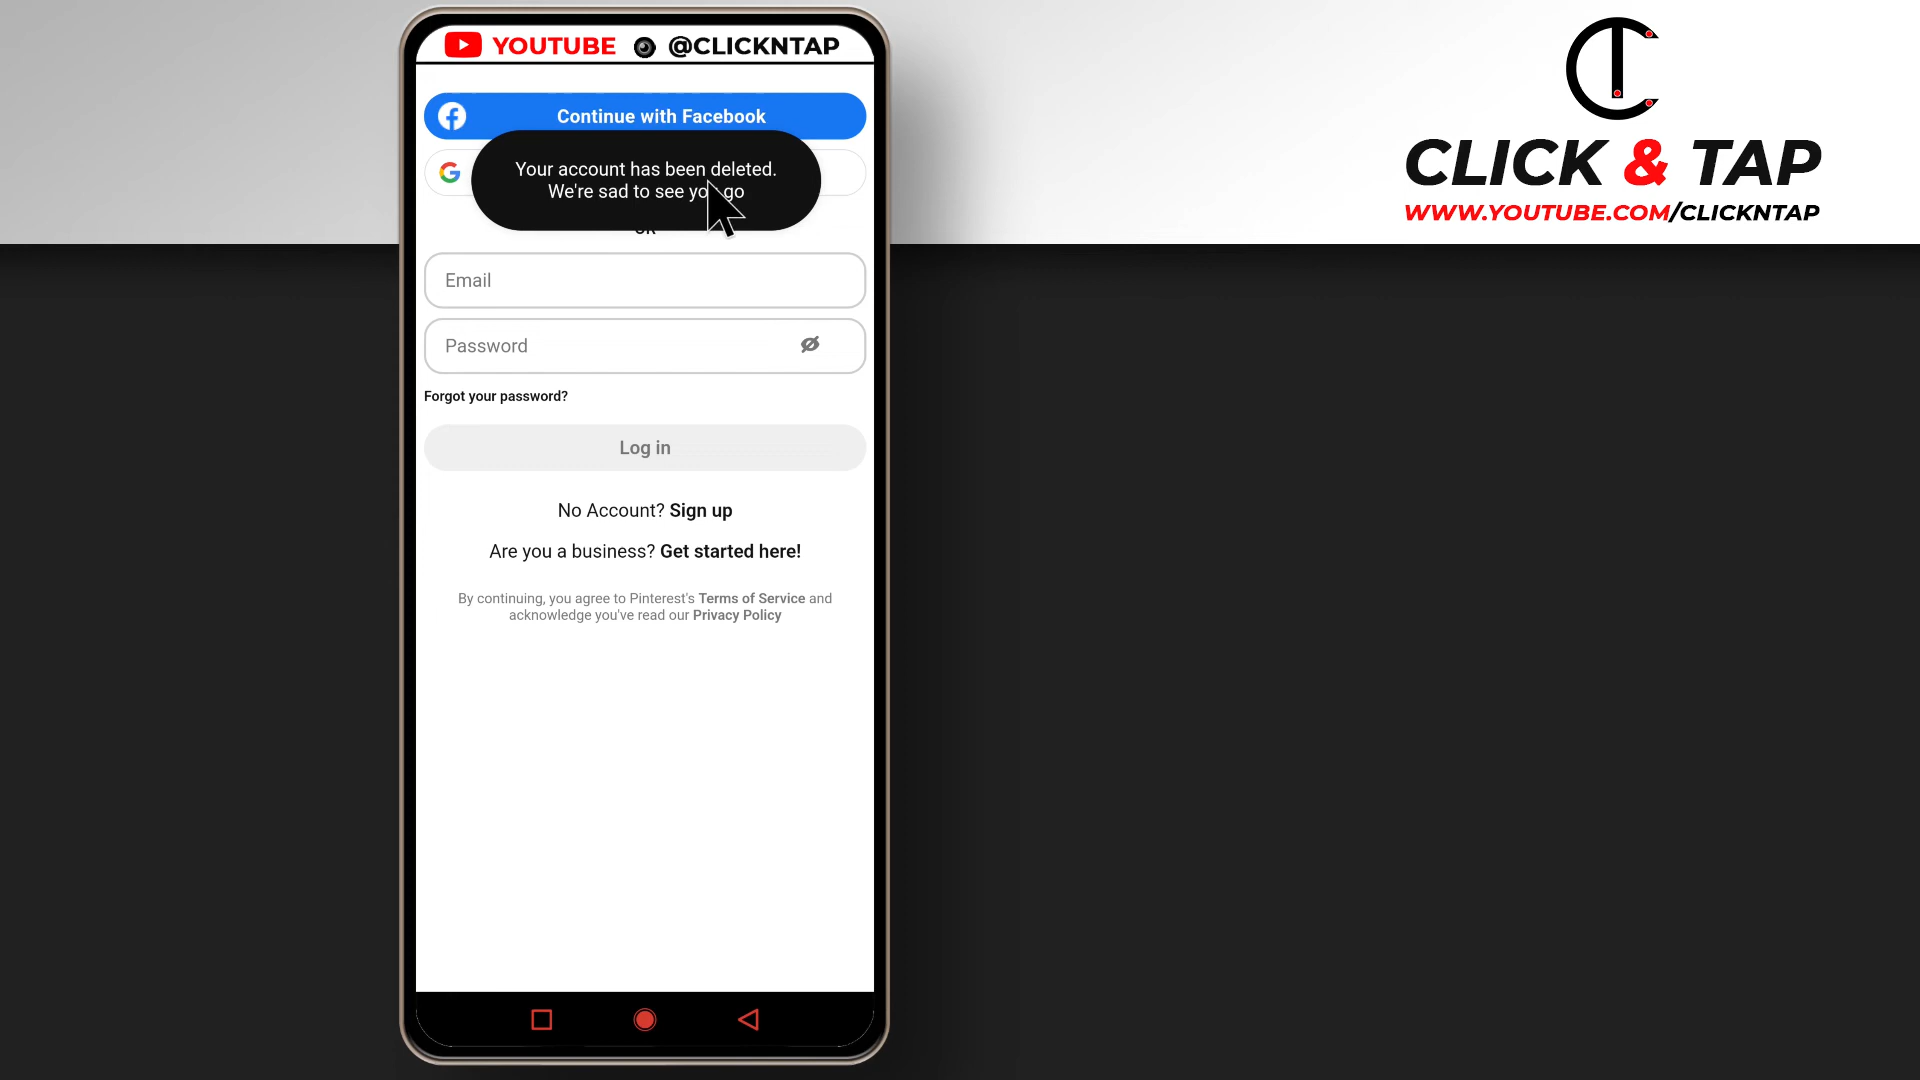 YOUTUBE @CLICKNTAP
Continue with Facebook
Your account has been deleted.
We're sad to see you go
OR
Email
Password
Forgot your password?
Log in
No Account? Sign up
Are you a business? Get started here!
By continuing, you agree to Pinterest's Terms of Service and
acknowledge you've read our Privacy Policy
CLICK & TAP
WWW.YOUTUBE.COM/CLICKNTAP